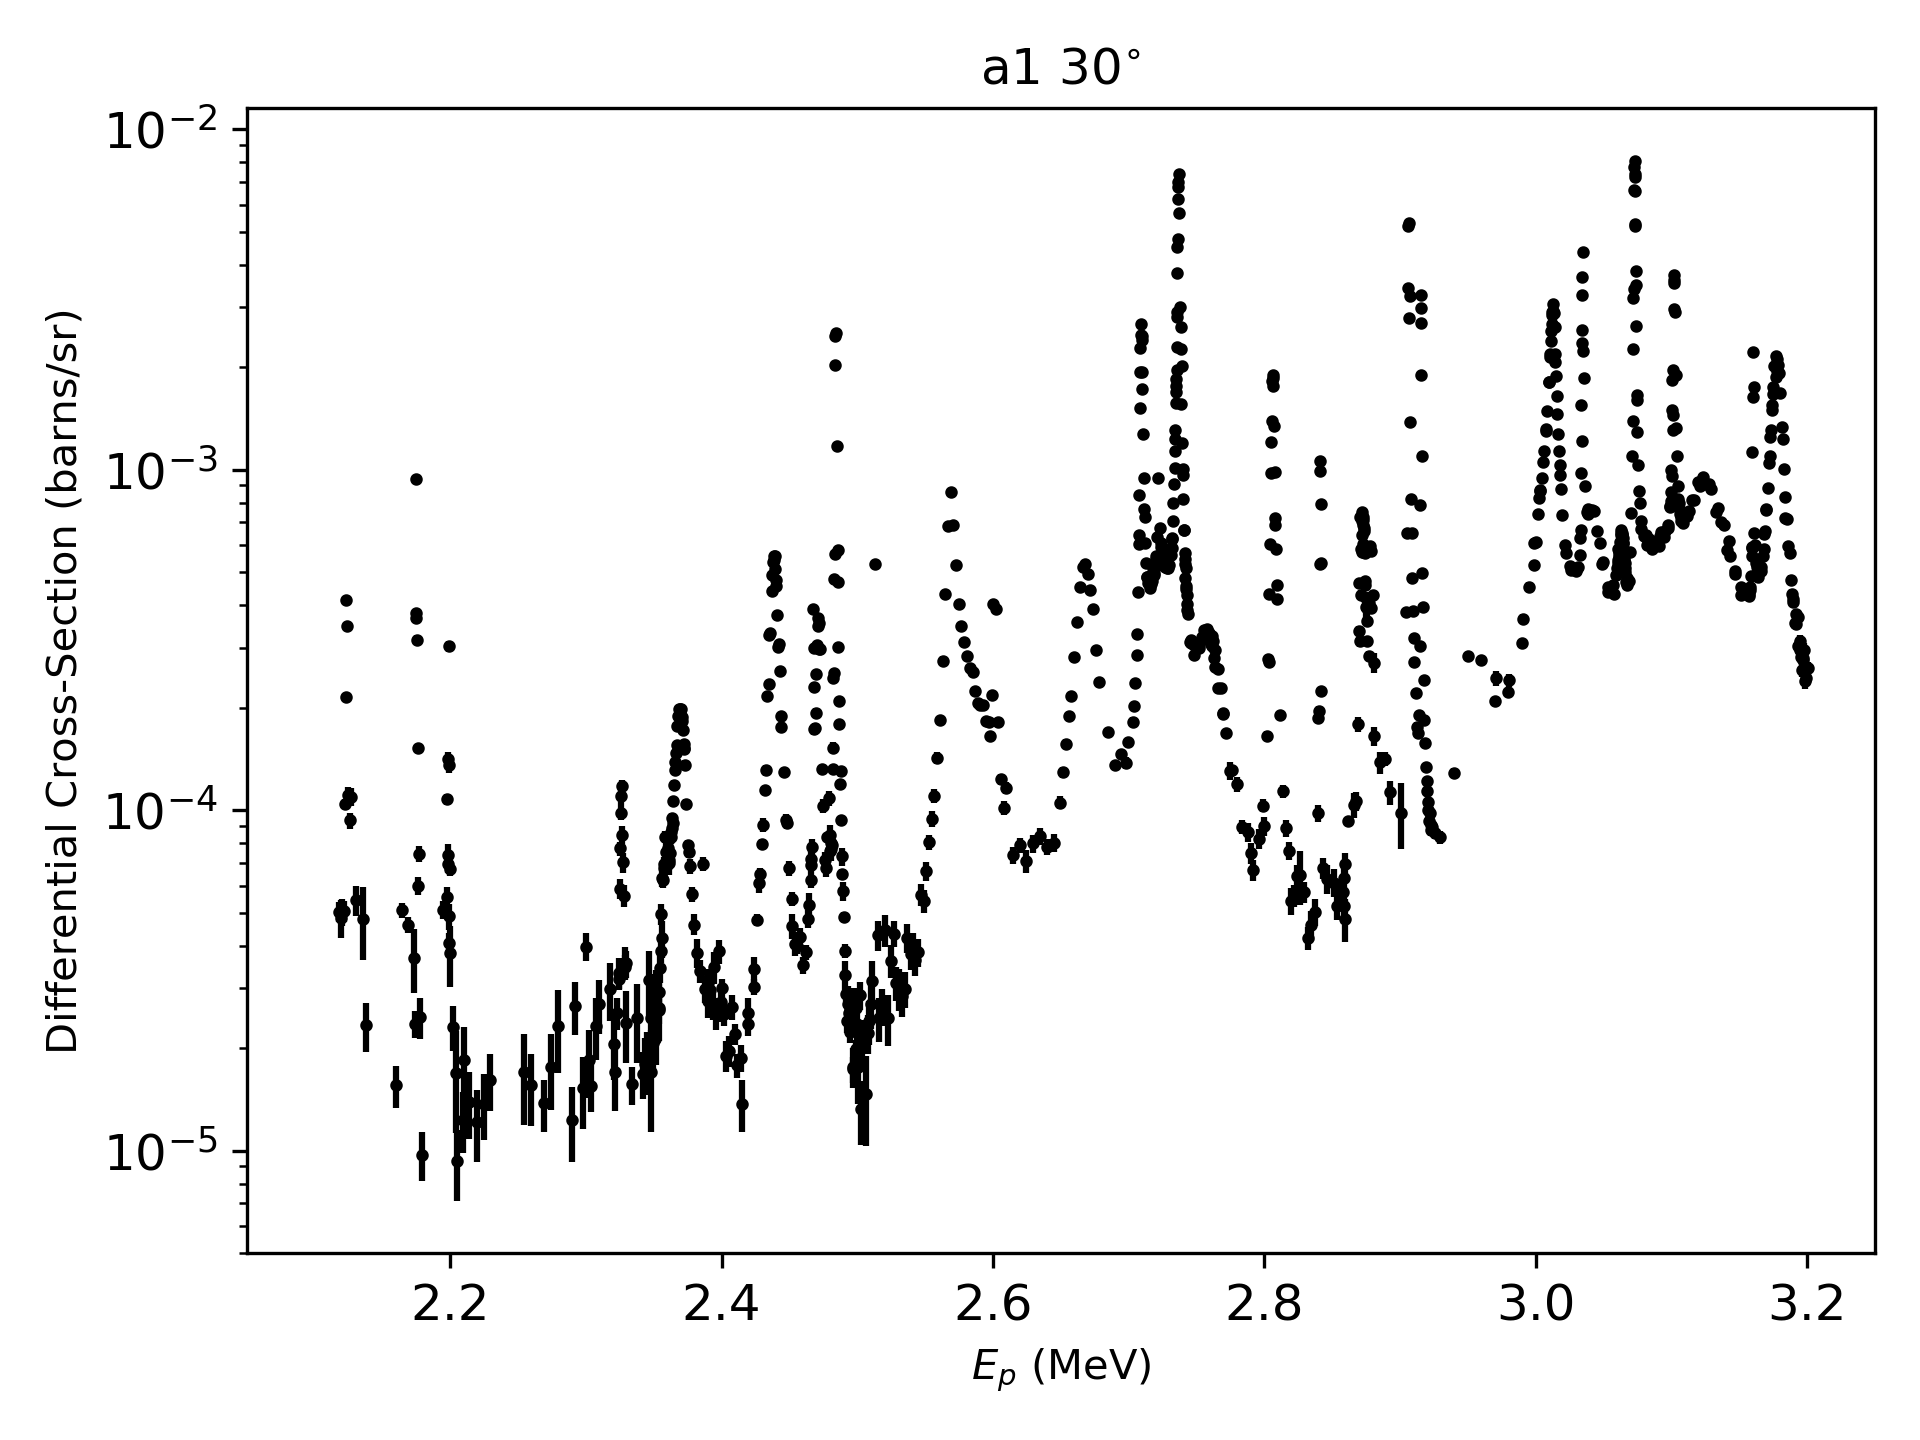 a1 30°
Differential Cross-Section (barns/sr)
10⁻²
10⁻³
10⁻⁴
10⁻⁵
2.2 2.4 2.6 2.8 3.0 3.2
Eₚ (MeV)